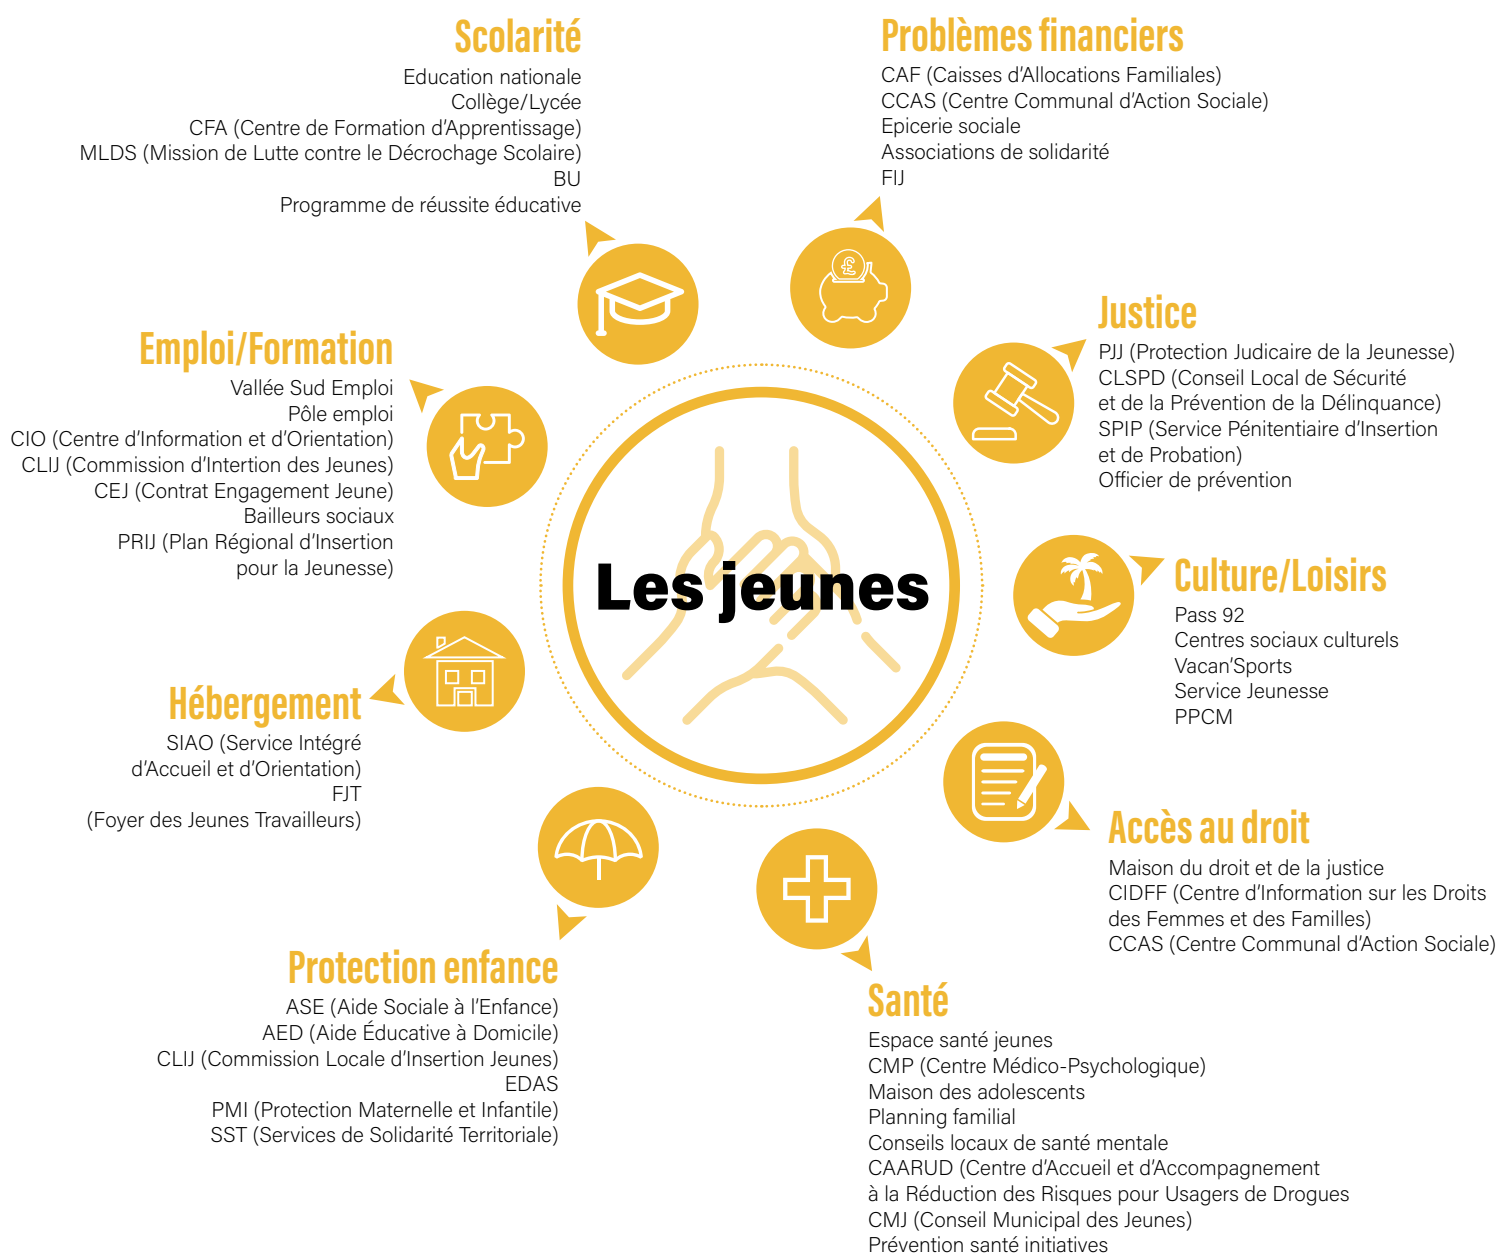 Scolarité
Education nationale
Collège/Lycée
CFA (Centre de Formation d'Apprentissage)
MLDS (Mission de Lutte contre le Décrochage Scolaire)
BU
Programme de réussite éducative
Problèmes financiers
CAF (Caisses d'Allocations Familiales)
CCAS (Centre Communal d'Action Sociale)
Epicerie sociale
Associations de solidarité
FIJ
£
Justice
PJJ (Protection Judicaire de la Jeunesse)
CLSPD (Conseil Local de Sécurité
et de la Prévention de la Délinquance)
SPIP (Service Pénitentiaire d'Insertion
et de Probation)
Officier de prévention
Emploi/Formation
Vallée Sud Emploi
Pôle emploi
CIO (Centre d'Information et d'Orientation)
CLIJ (Commission d'Intertion des Jeunes)
CEJ (Contrat Engagement Jeune)
Bailleurs sociaux
PRIJ (Plan Régional d'Insertion
pour la Jeunesse)
Les jeunes
Culture/Loisirs
Pass 92
Centres sociaux culturels
Vacan'Sports
Service Jeunesse
PPCM
Hébergement
SIAO (Service Intégré
d'Accueil et d'Orientation)
FJT
(Foyer des Jeunes Travailleurs)
Accès au droit
Maison du droit et de la justice
CIDFF (Centre d'Information sur les Droits
des Femmes et des Familles)
CCAS (Centre Communal d'Action Sociale)
Protection enfance
ASE (Aide Sociale à l'Enfance)
AED (Aide Éducative à Domicile)
CLIJ (Commission Locale d'Insertion Jeunes)
EDAS
PMI (Protection Maternelle et Infantile)
SST (Services de Solidarité Territoriale)
Santé
Espace santé jeunes
CMP (Centre Médico-Psychologique)
Maison des adolescents
Planning familial
Conseils locaux de santé mentale
CAARUD (Centre d'Accueil et d'Accompagnement
à la Réduction des Risques pour Usagers de Drogues
CMJ (Conseil Municipal des Jeunes)
Prévention santé initiatives